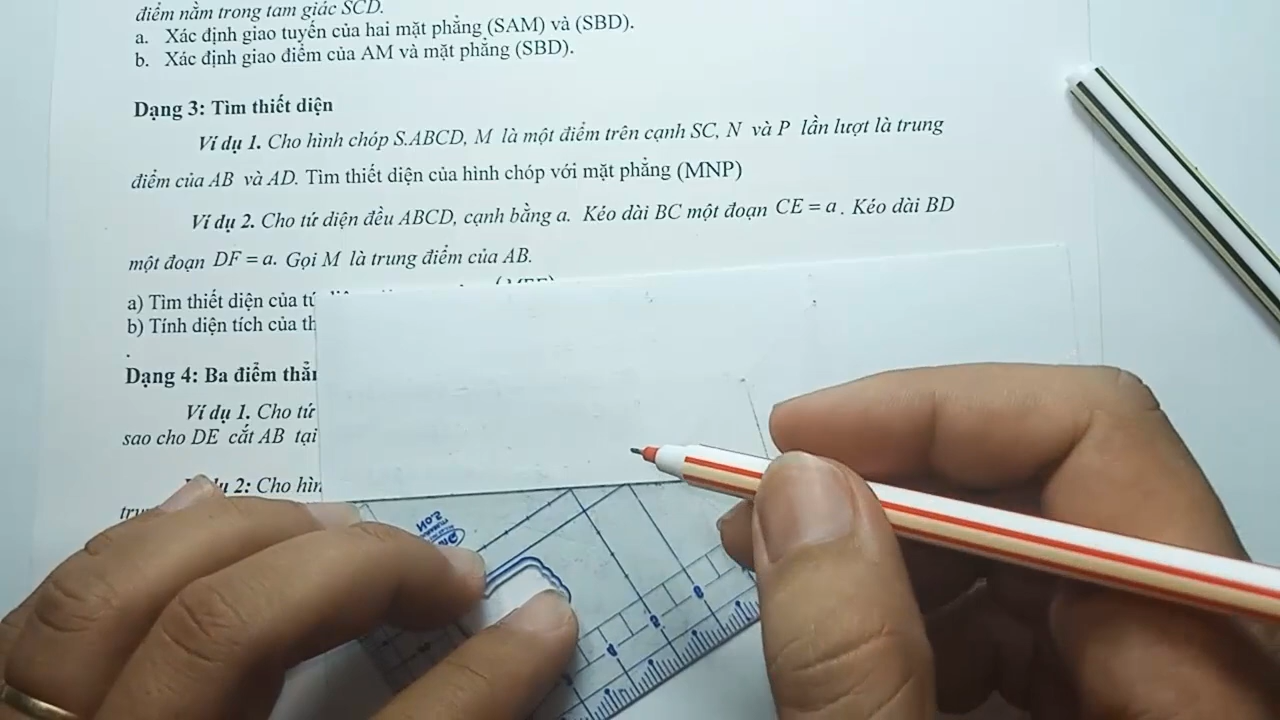 điểm nằm trong tam giác SCD.
a. Xác định giao tuyến của hai mặt phẳng (SAM) và (SBD).
b. Xác định giao điểm của AM và mặt phẳng (SBD).
Dạng 3: Tìm thiết diện
Ví dụ 1. Cho hình chóp S.ABCD, M là một điểm trên cạnh SC, N và P lần lượt là trung
điểm của AB và AD. Tìm thiết diện của hình chóp với mặt phẳng (MNP)
Ví dụ 2. Cho tứ diện đều ABCD, cạnh bằng a. Kéo dài BC một đoạn CE = a. Kéo dài BD
một đoạn DF = a. Gọi M là trung điểm của AB.
a) Tìm thiết diện của tứ
b) Tính diện tích của th
Dạng 4: Ba điểm thẳn
Ví dụ 1. Cho tứ
sao cho DE cắt AB tại
2: Cho hìn